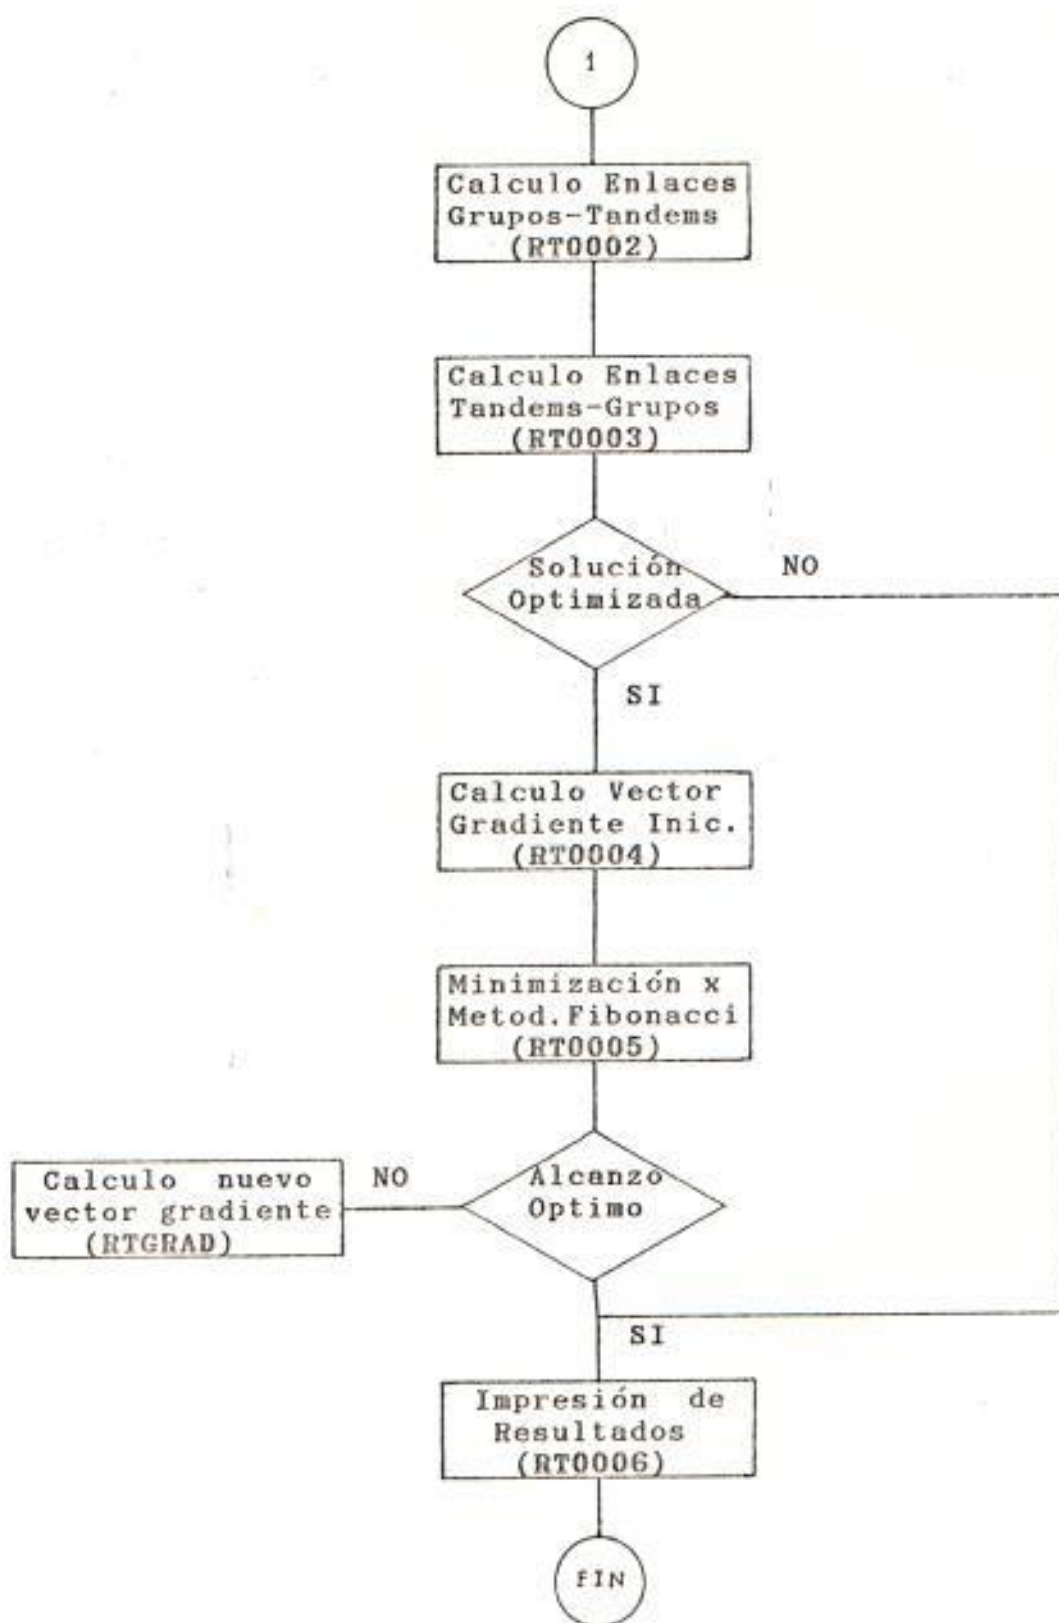 1
Calculo Enlaces
Grupos-Tandems
(RT0002)
Calculo Enlaces
Tandems-Grupos
(RT0003)
Solución
Optimizada
NO
SI
Calculo Vector
Gradiente Inic.
(RT0004)
Minimización x
Metod.Fibonacci
(RT0005)
Alcanzo
Optimo
NO
Calculo nuevo
vector gradiente
(RTGRAD)
SI
Impresión de
Resultados
(RT0006)
FIN